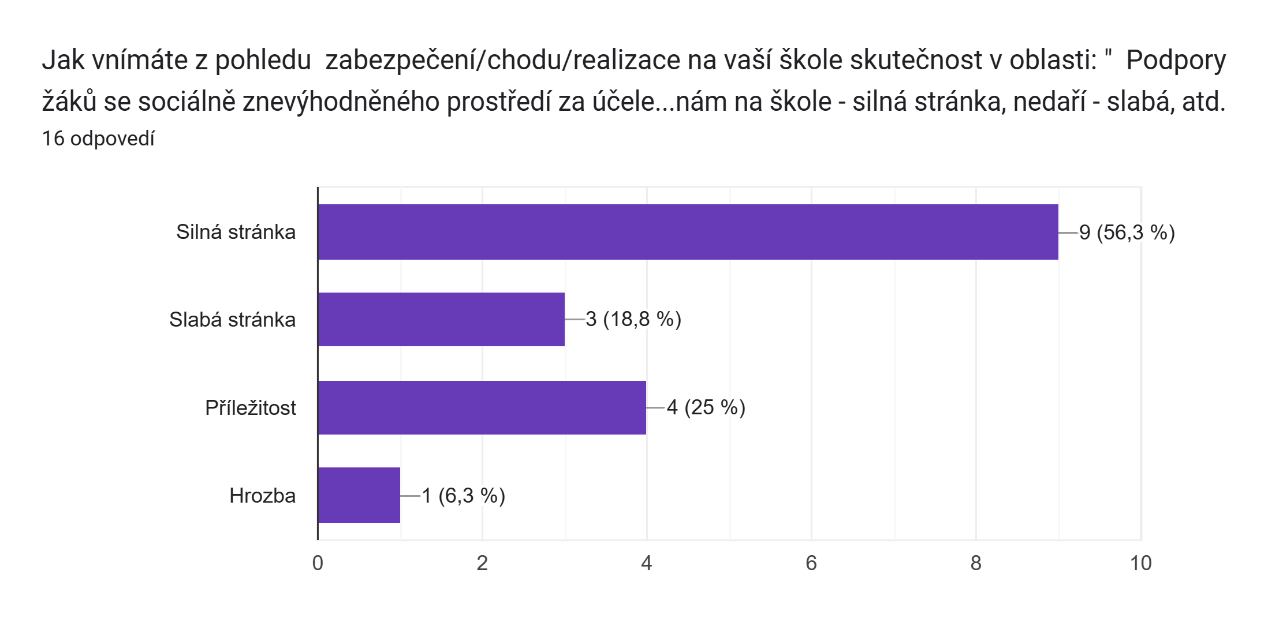 Jak vnímáte z pohledu  zabezpečení/chodu/realizace na vaší škole skutečnost v oblasti: "  Podpory
žáků se sociálně znevýhodněného prostředí za účele...nám na škole - silná stránka, nedaří - slabá, atd.
16 odpovedí
Silná stránka
9 (56,3 %)
Slabá stránka
3 (18,8 %)
Příležitost
4 (25 %)
Hrozba
1 (6,3 %)
0 2 4 6 8 10